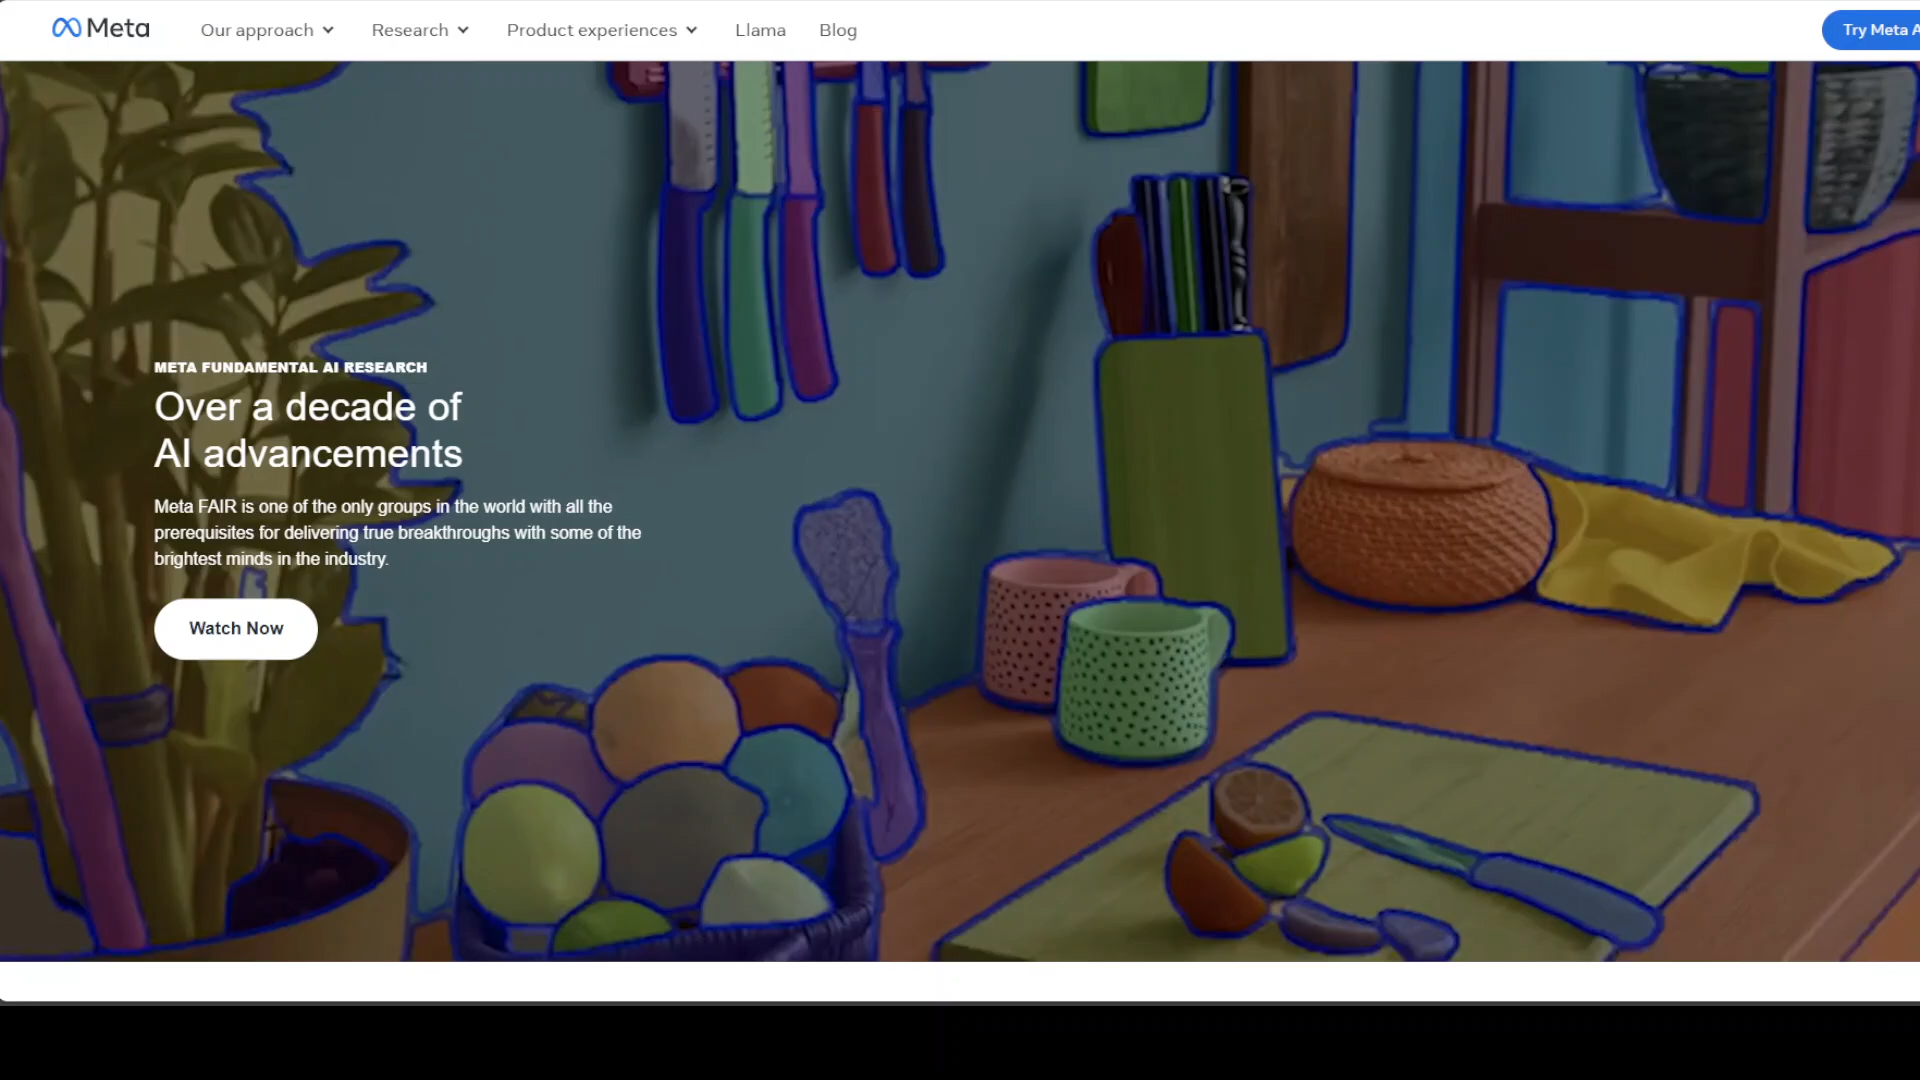 Meta
Our approach
Research
Product experiences
Llama
Blog
Try Meta A
META FUNDAMENTAL AI RESEARCH
Over a decade of
AI advancements
Meta FAIR is one of the only groups in the world with all the
prerequisites for delivering true breakthroughs with some of the
brightest minds in the industry.
Watch Now